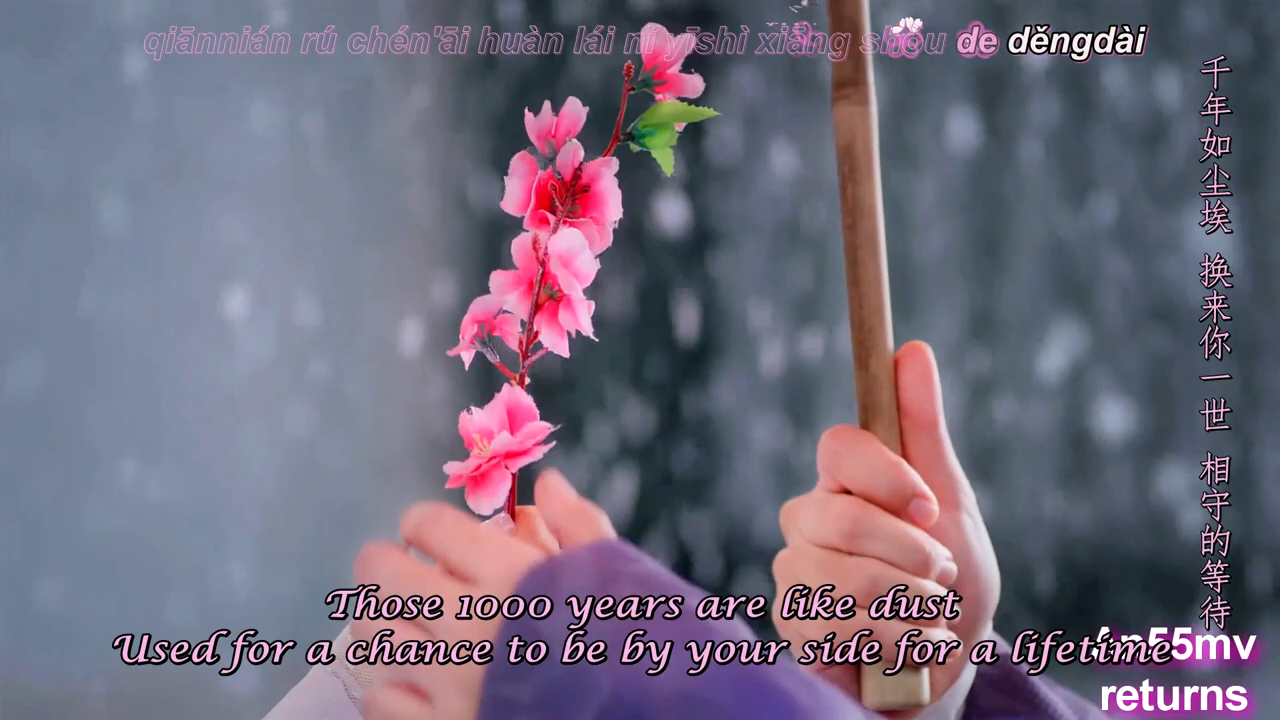 qiānnián rú chén'āi huàn lái nǐ yīshì xiāng shǒu de děngdài
千年如尘埃 换来你一世 相守的等待
Those 1000 years are like dust
Used for a chance to be by your side for a lifetime
An55mv
returns